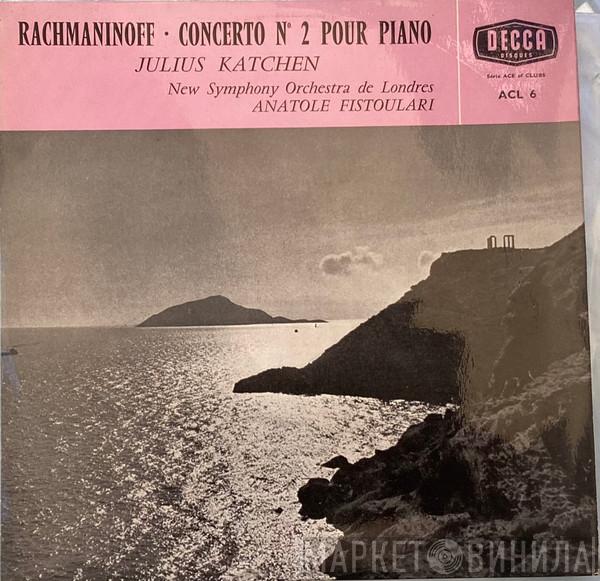 RACHMANINOFF · CONCERTO Nº 2 POUR PIANO
JULIUS KATCHEN
New Symphony Orchestra de Londres
ANATOLE FISTOULARI
DECCA
DISQUES
Série ACE of CLUBS
ACL 6
МАРКЕТ ВИНИЛА